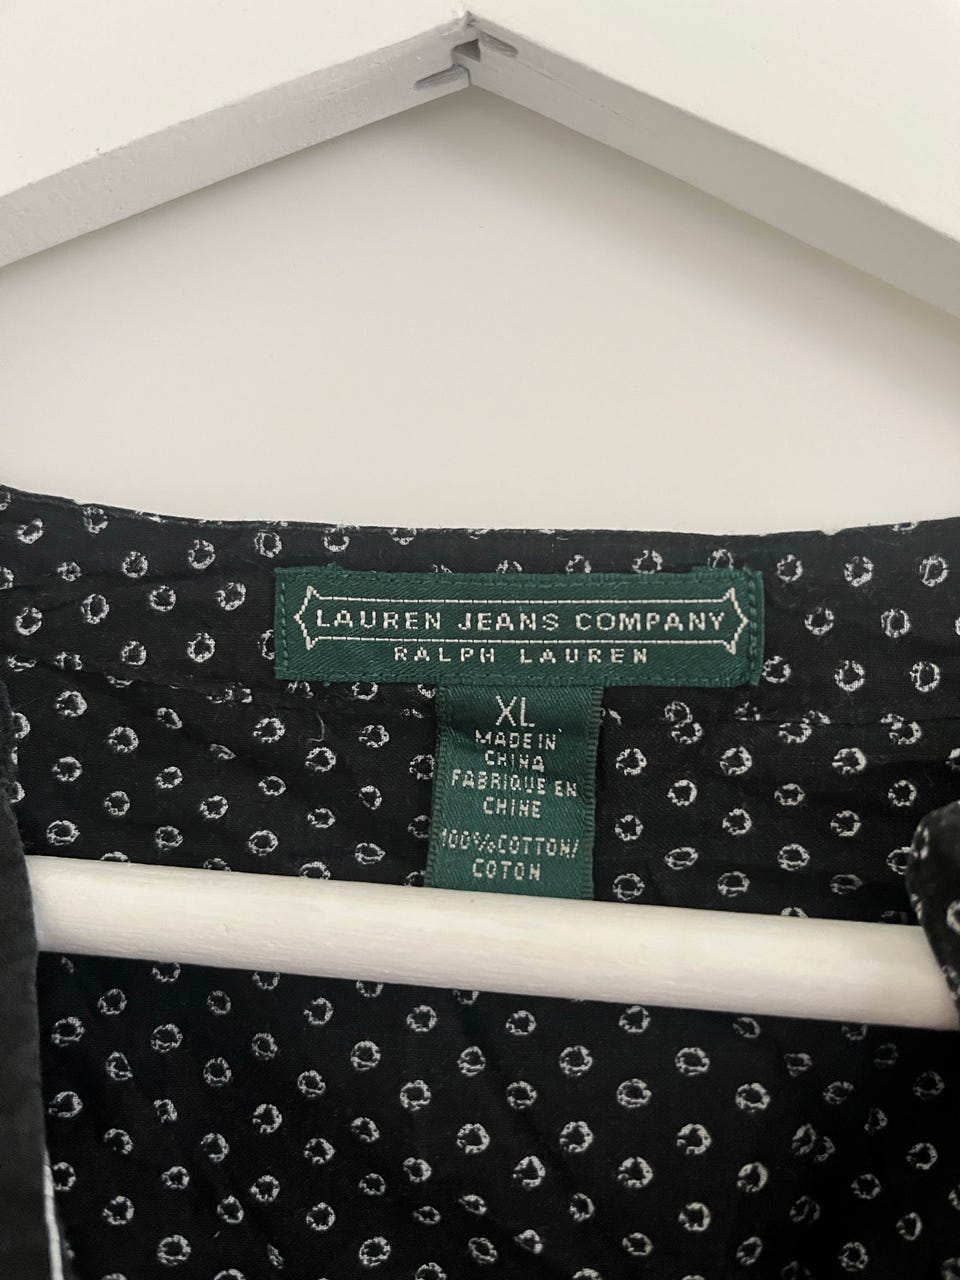 LAUREN JEANS COMPANY
RALPH LAUREN
XL
MADE IN
CHINA
FABRIQUE EN
CHINE
100% COTTON/
COTON